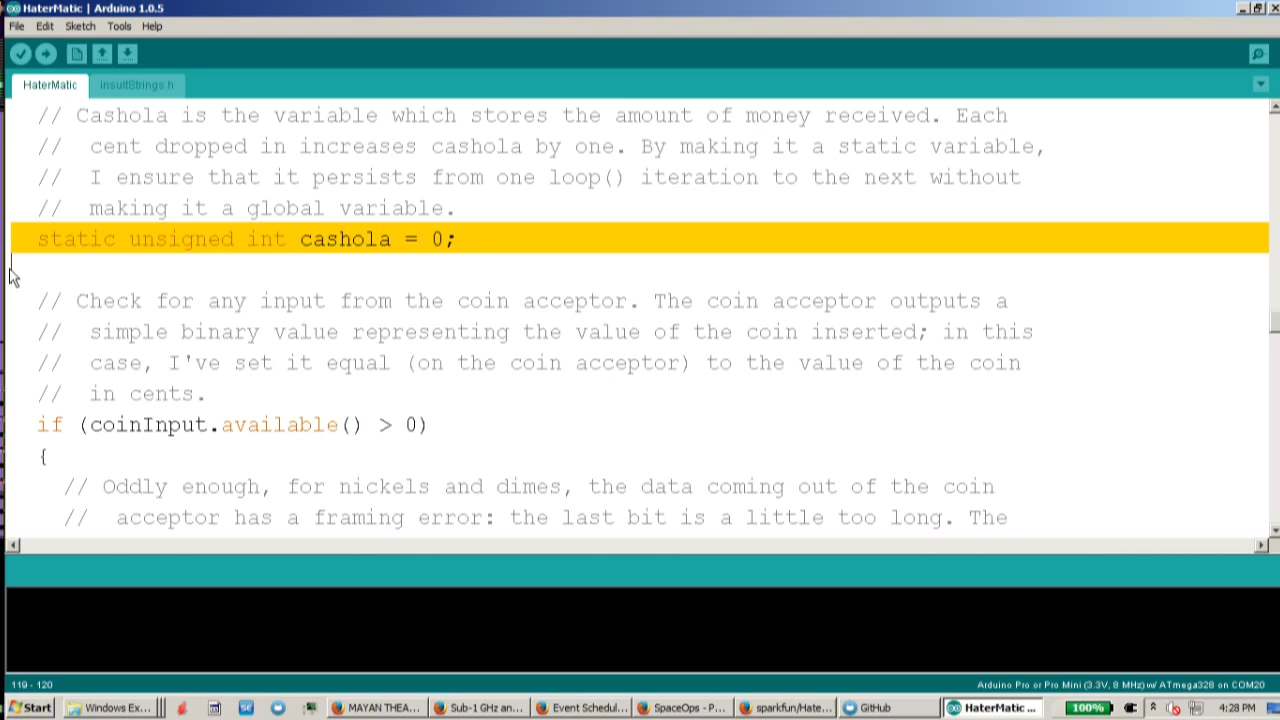 HaterMatic | Arduino 1.0.5
File Edit Sketch Tools Help
HaterMatic insultStrings.h
// Cashola is the variable which stores the amount of money received. Each
// cent dropped in increases cashola by one. By making it a static variable,
// I ensure that it persists from one loop() iteration to the next without
// making it a global variable.
static unsigned int cashola = 0;
// Check for any input from the coin acceptor. The coin acceptor outputs a
// simple binary value representing the value of the coin inserted; in this
// case, I've set it equal (on the coin acceptor) to the value of the coin
// in cents.
if (coinInput.available() > 0)
{
// Oddly enough, for nickels and dimes, the data coming out of the coin
// acceptor has a framing error: the last bit is a little too long. The
119 - 120 Arduino Pro or Pro Mini (3.3V, 8 MHz) w/ ATmega328 on COM20
Start Windows Ex... MAYAN THEA... Sub-1 GHz an... Event Schedul... SpaceOps - P... sparkfun/Hate... GitHub HaterMatic ... 100% 4:28 PM